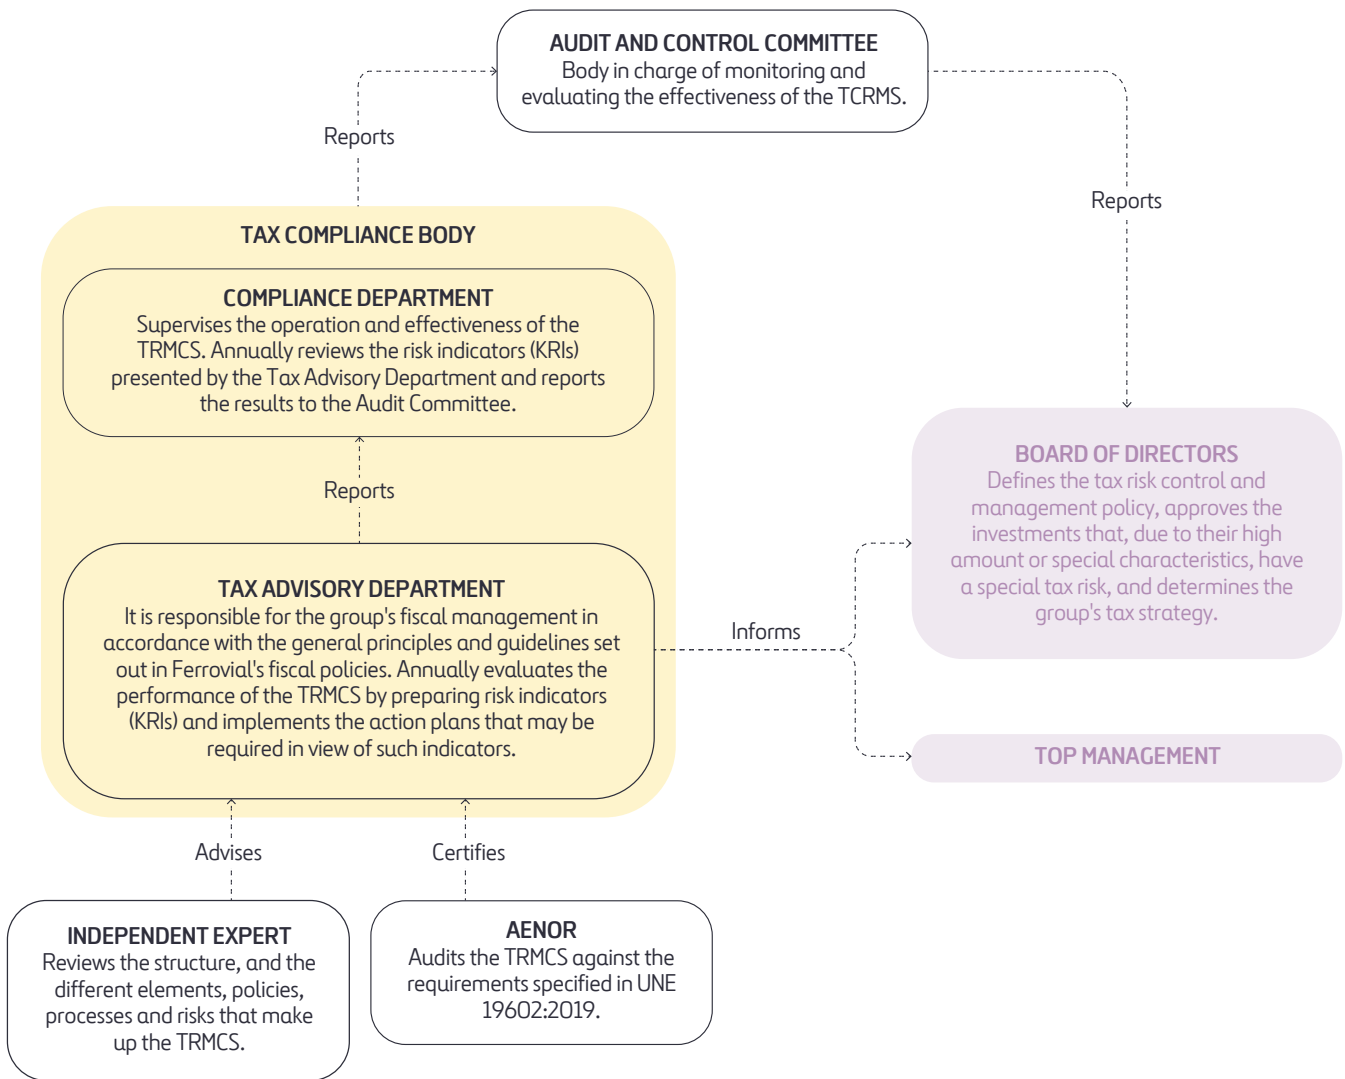 AUDIT AND CONTROL COMMITTEE
Body in charge of monitoring and
evaluating the effectiveness of the TCRMS.
Reports
Reports
TAX COMPLIANCE BODY
COMPLIANCE DEPARTMENT
Supervises the operation and effectiveness of the
TRMCS. Annually reviews the risk indicators (KRIs)
presented by the Tax Advisory Department and reports
the results to the Audit Committee.
Reports
TAX ADVISORY DEPARTMENT
It is responsible for the group's fiscal management in
accordance with the general principles and guidelines set
out in Ferrovial's fiscal policies. Annually evaluates the
performance of the TRMCS by preparing risk indicators
(KRIs) and implements the action plans that may be
required in view of such indicators.
Informs
BOARD OF DIRECTORS
Defines the tax risk control and
management policy, approves the
investments that, due to their high
amount or special characteristics, have
a special tax risk, and determines the
group's tax strategy.
TOP MANAGEMENT
Advises
Certifies
INDEPENDENT EXPERT
Reviews the structure, and the
different elements, policies,
processes and risks that make
up the TRMCS.
AENOR
Audits the TRMCS against the
requirements specified in UNE
19602:2019.